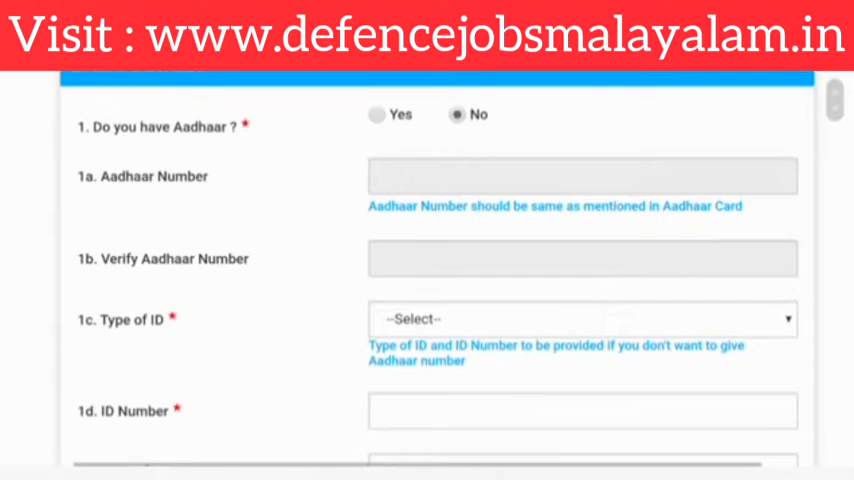 Visit : www.defencejobsmalayalam.in
1. Do you have Aadhaar ? *
Yes
No
1a. Aadhaar Number
Aadhaar Number should be same as mentioned in Aadhaar Card
1b. Verify Aadhaar Number
1c. Type of ID *
--Select--
Type of ID and ID Number to be provided if you don't want to give
Aadhaar number
1d. ID Number *